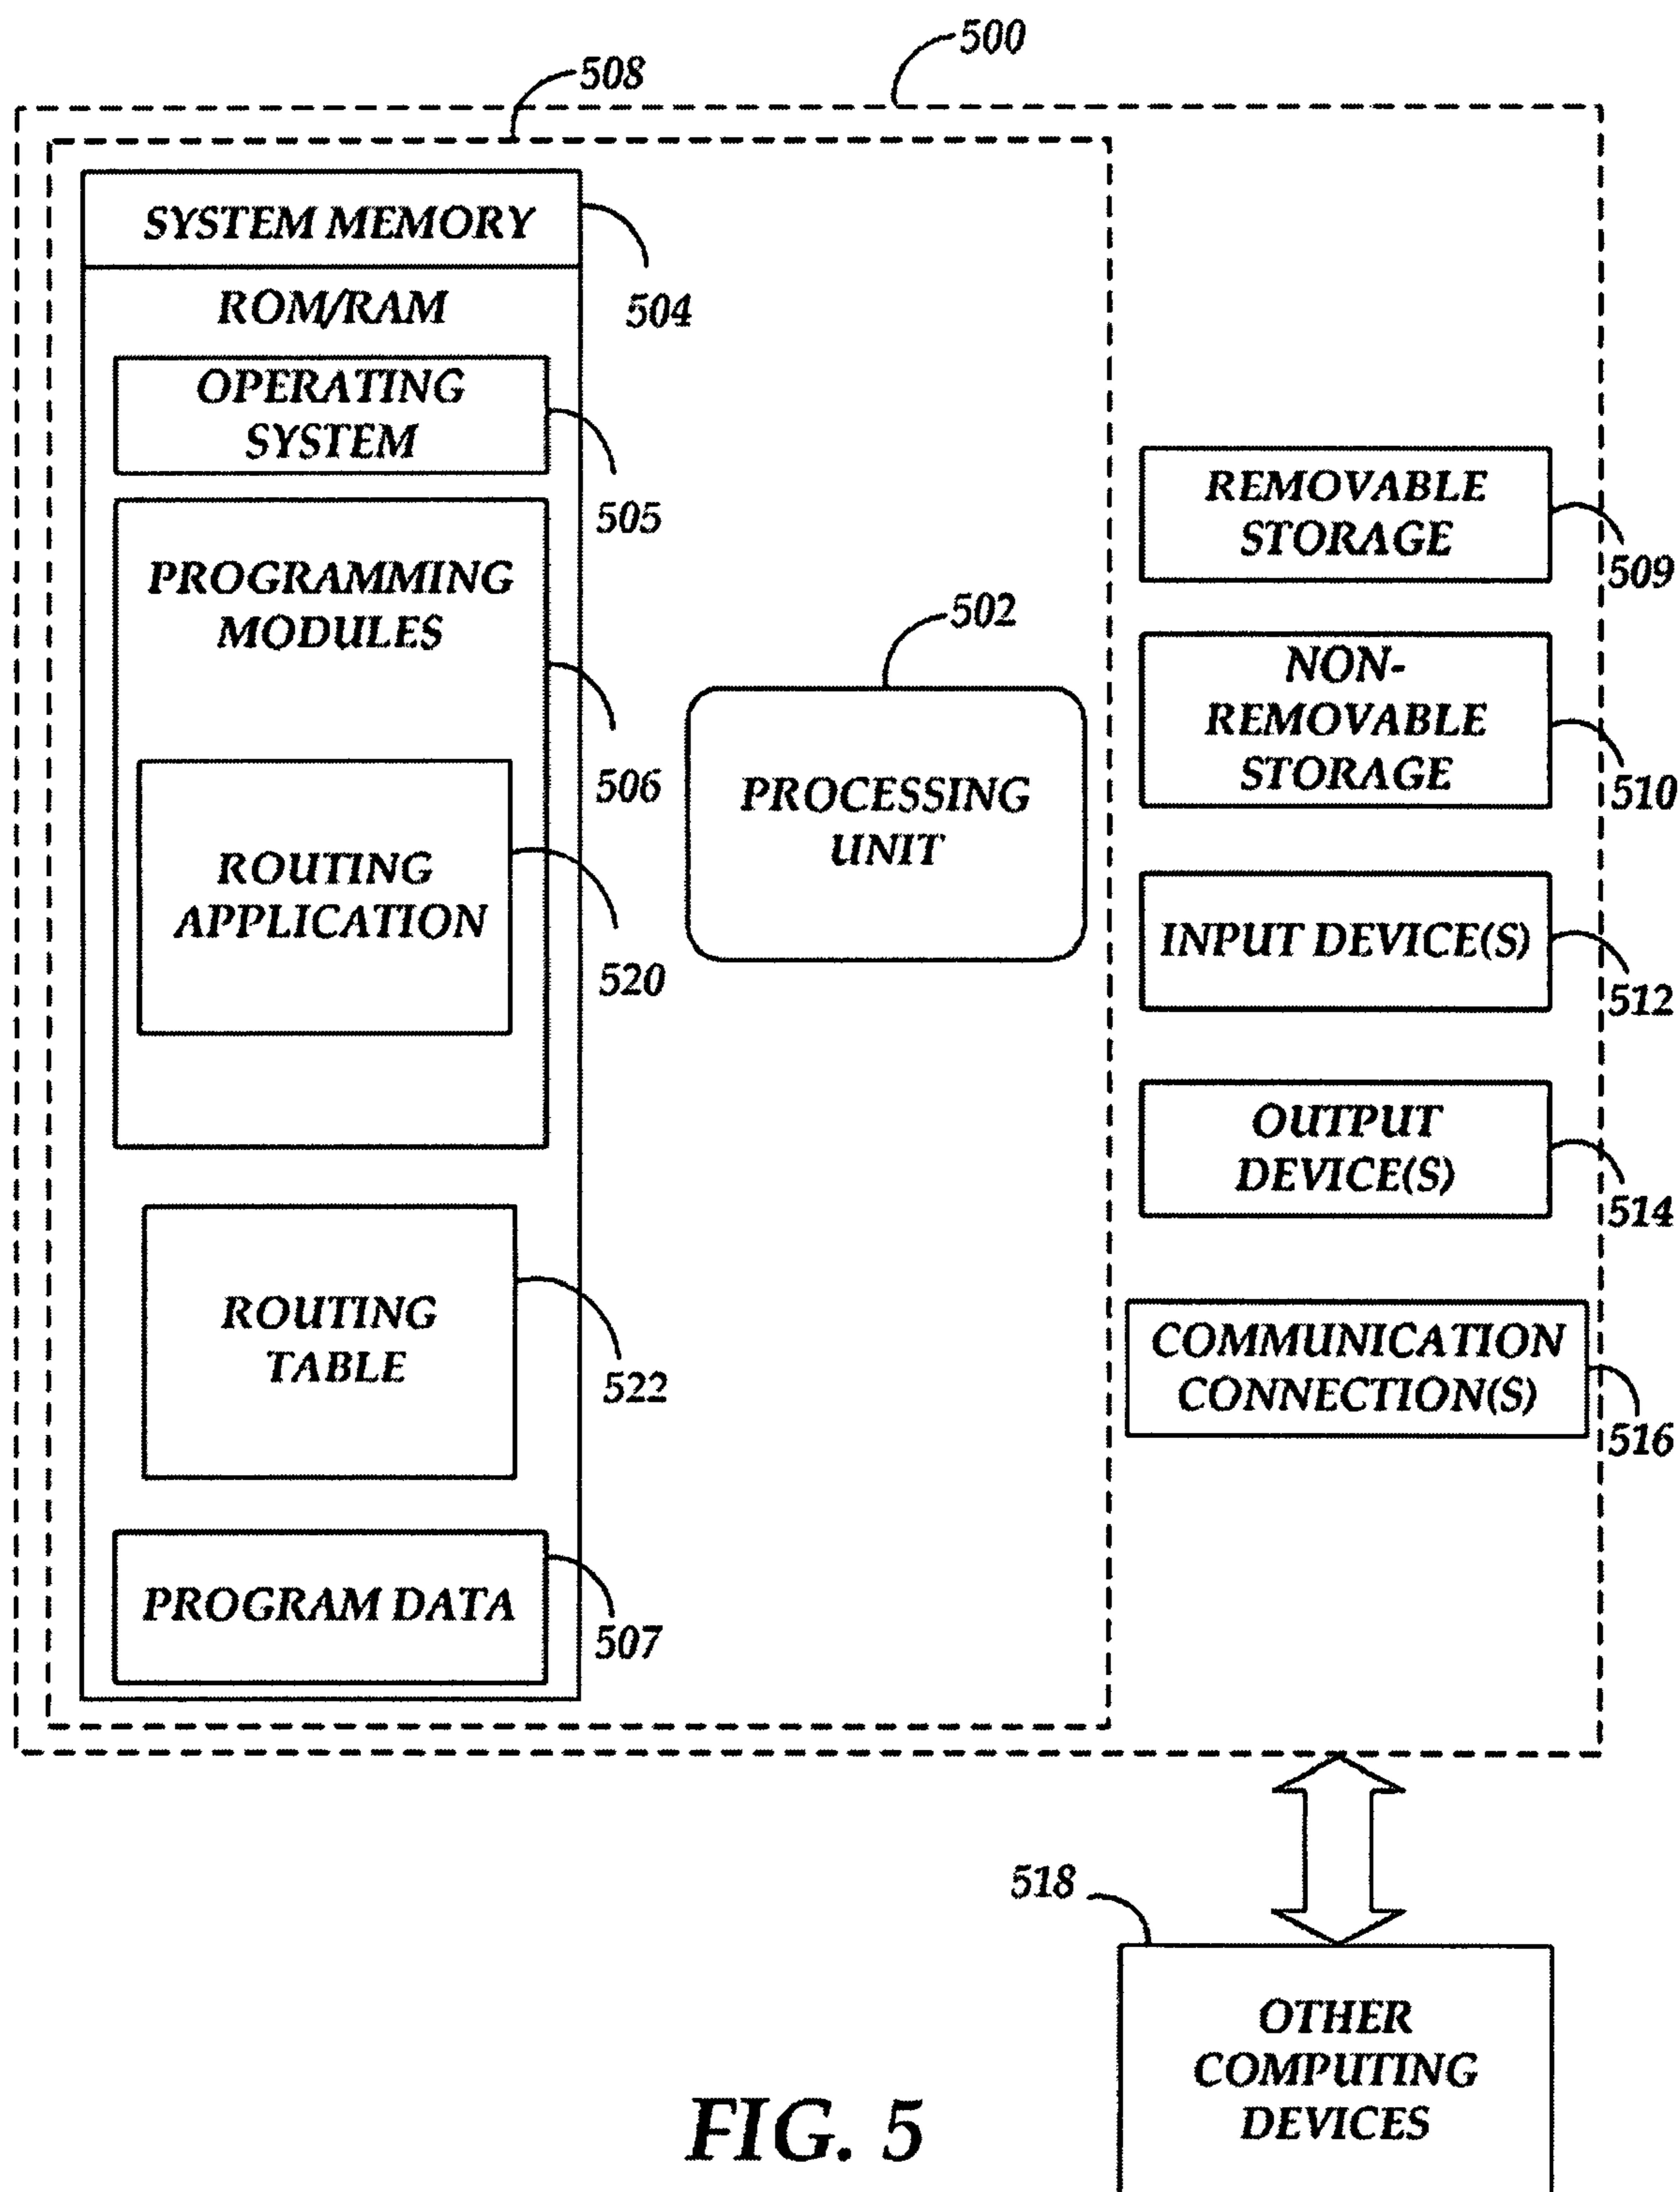 500
508
SYSTEM MEMORY
504
ROM/RAM
OPERATING
SYSTEM
505
PROGRAMMING
MODULES
506
ROUTING
APPLICATION
520
ROUTING
TABLE
522
PROGRAM DATA
507
502
PROCESSING
UNIT
REMOVABLE
STORAGE
509
NON-
REMOVABLE
STORAGE
510
INPUT DEVICE(S)
512
OUTPUT
DEVICE(S)
514
COMMUNICATION
CONNECTION(S)
516
518
OTHER
COMPUTING
DEVICES
FIG. 5